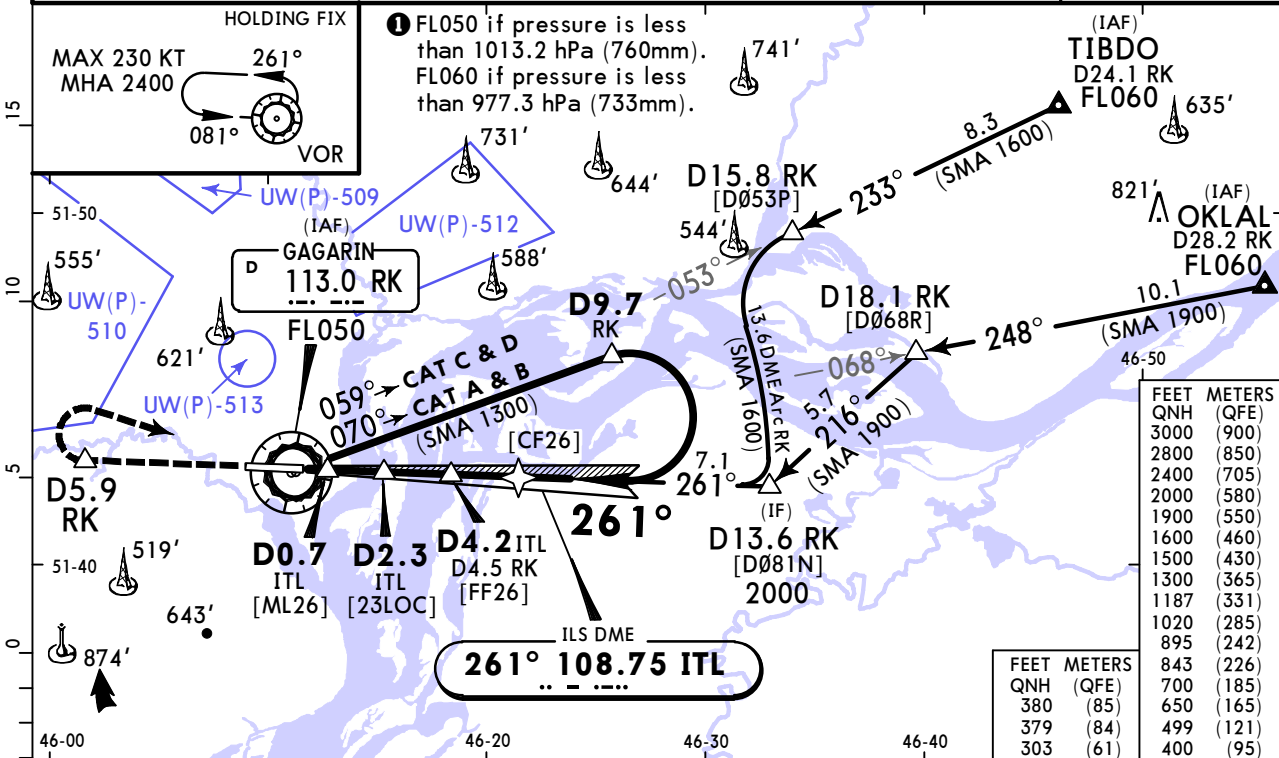 HOLDING FIX
MAX 230 KT
MHA 2400
261°
081°
VOR
❶ FL050 if pressure is less
than 1013.2 hPa (760mm).
FL060 if pressure is less
than 977.3 hPa (733mm).
741'
(IAF)
TIBDO
D24.1 RK
FL060
635'
8.3
(SMA 1600)
233°
15
731'
644'
D15.8 RK
[DØ53P]
544'
821'
(IAF)
OKLAL
D28.2 RK
FL060
51-50
UW(P)-509
UW(P)-512
(IAF)
GAGARIN
D
113.0 RK
FL050
588'
555'
UW(P)-
510
10
621'
UW(P)-513
D9.7
RK
053°
13.6DME Arc RK
(SMA 1600)
D18.1 RK
[DØ68R]
10.1
(SMA 1900)
248°
46-50
068°
5.7
216°
(SMA 1900)
059° CAT C & D
070° CAT A & B
(SMA 1300)
[CF26]
7.1
261°
5
D5.9
RK
261°
(IF)
D13.6 RK
[DØ81N]
2000
D0.7
ITL
[ML26]
D2.3
ITL
[23LOC]
D4.2 ITL
D4.5 RK
[FF26]
51-40
519'
643'
0
874'
ILS DME
261° 108.75 ITL
FEET METERS
QNH (QFE)
3000 (900)
2800 (850)
2400 (705)
2000 (580)
1900 (550)
1600 (460)
1500 (430)
1300 (365)
1187 (331)
1020 (285)
895 (242)
843 (226)
700 (185)
650 (165)
499 (121)
400 (95)
FEET METERS
QNH (QFE)
380 (85)
379 (84)
303 (61)
46-00
46-20
46-30
46-40